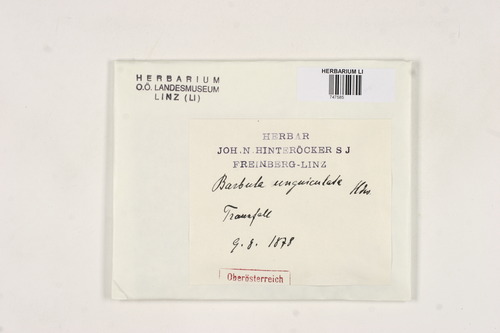 HERBARIUM
O.Ö. LANDESMUSEUM
LINZ (LI)
HERBARIUM LI
HERBAR
JOH. N. HINTERÖCKER S J
FREINBERG-LINZ
Barbula unguiculata
Traunfall
9. 8. 1878
Oberösterreich